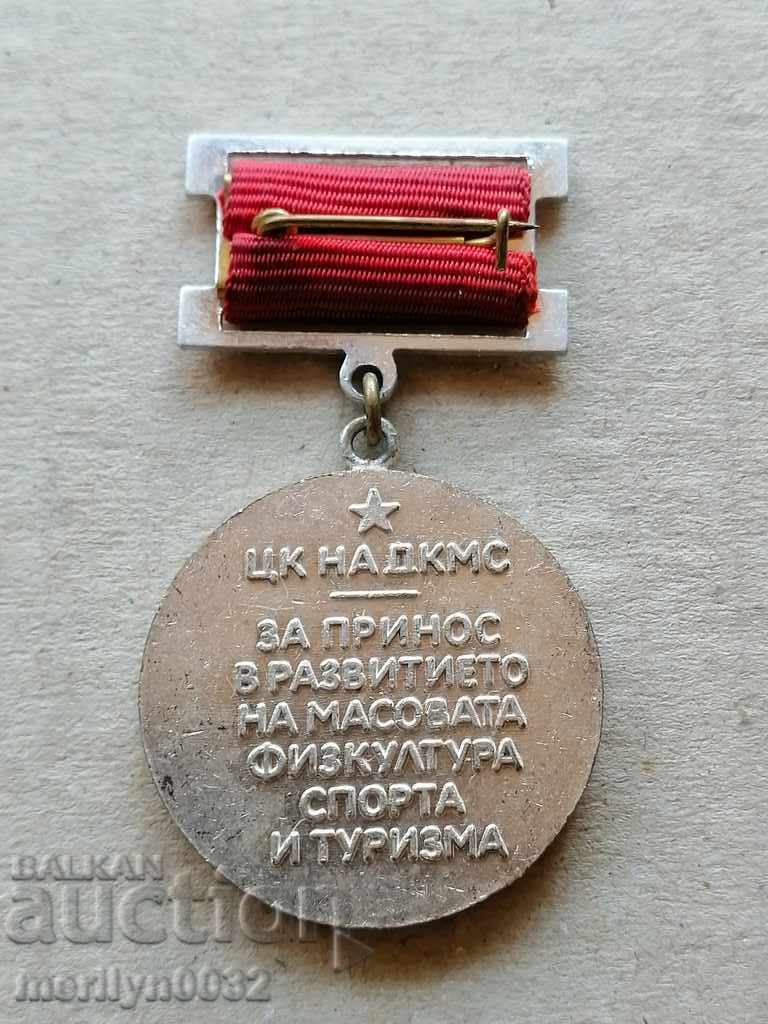 ЦК НА ДКМС
ЗА ПРИНОС
В РАЗВИТИЕТО
НА МАСОВАТА
ФИЗКУЛТУРА
СПОРТА
И ТУРИЗМА
BALKAN
auction
merilyn0032